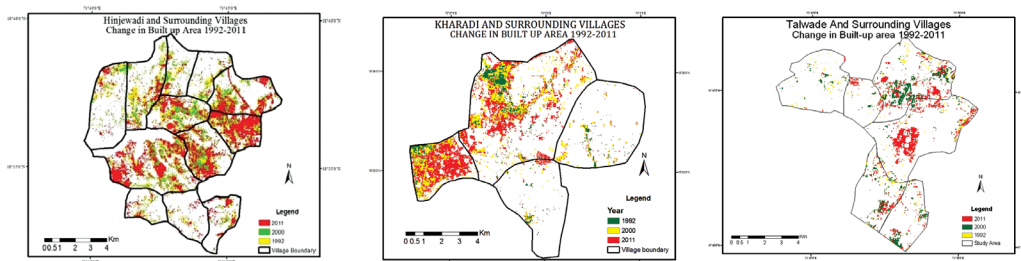 Hinjewadi and Surrounding Villages
Change in Built up Area 1992-2011
N
Legend
2011
2000
1992
Village Boundary
0 0.5 1 2 3 4 Km
KHARADI AND SURROUNDING VILLAGES
CHANGE IN BUILT UP AREA 1992-2011
N
Legend
Year
1992
2000
2011
Village boundary
0 0.5 1 2 3 4 Km
Talwade And Surrounding Villages
Change in Built-up area 1992-2011
N
Legend
2011
2000
1992
Study Area
0 0.5 1 2 3 4 Km